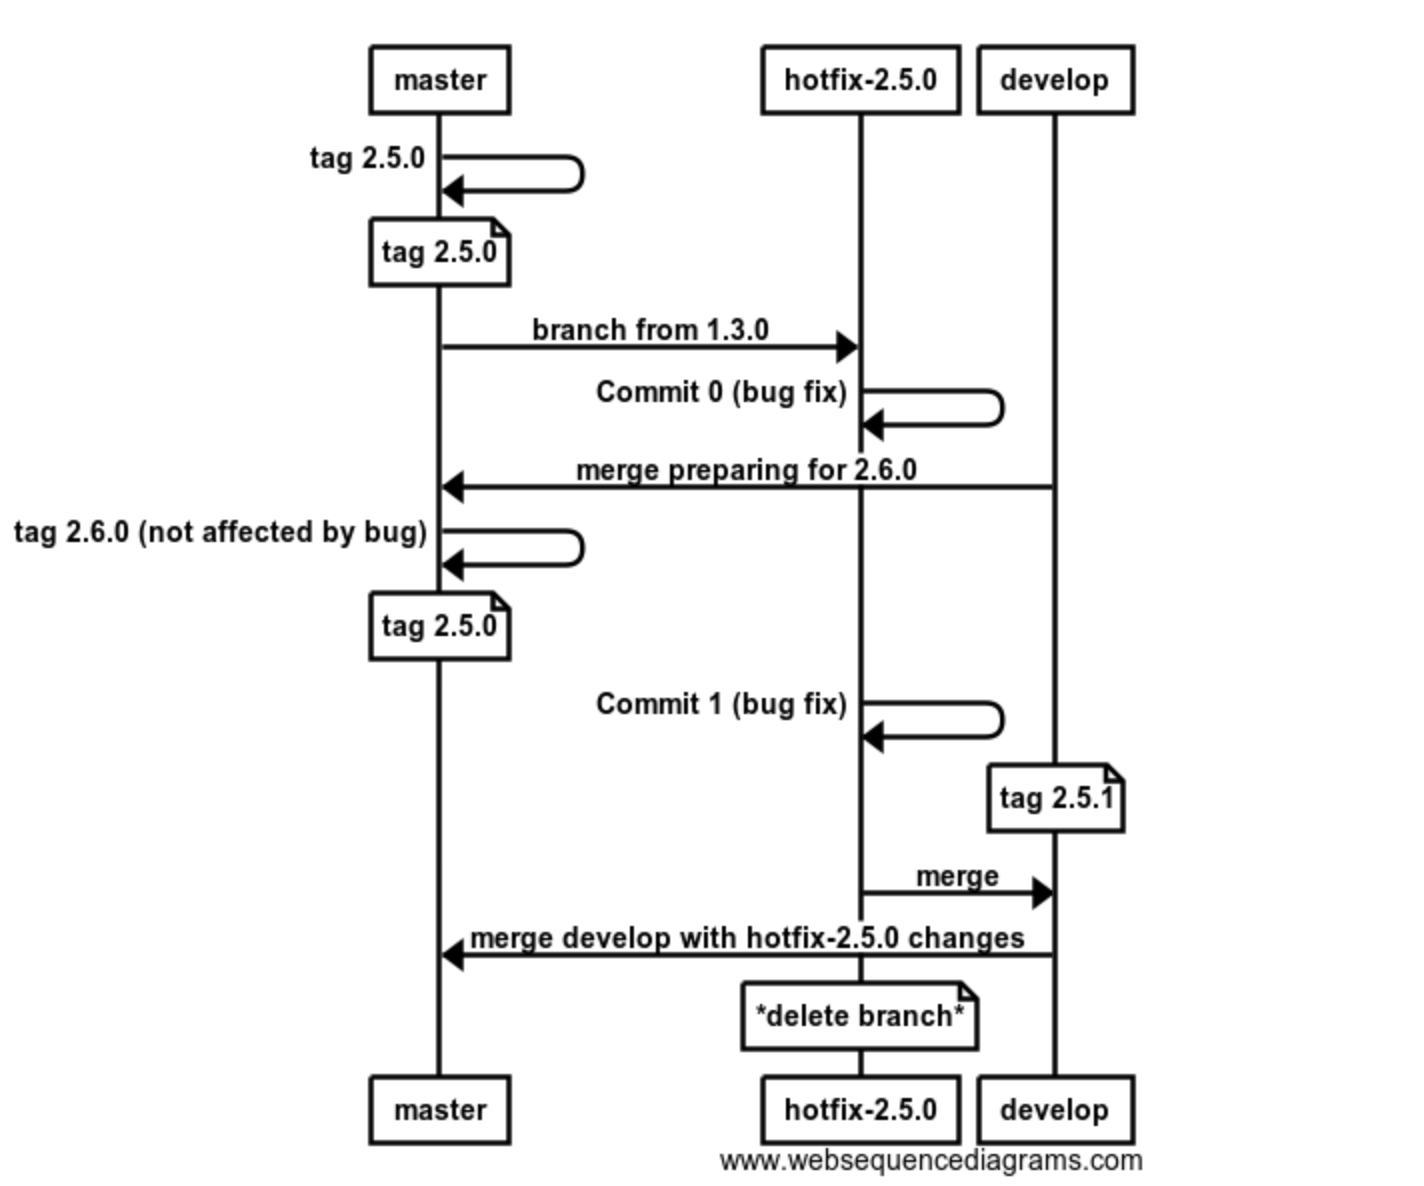 master
hotfix-2.5.0
develop
tag 2.5.0
tag 2.5.0
branch from 1.3.0
Commit 0 (bug fix)
merge preparing for 2.6.0
tag 2.6.0 (not affected by bug)
tag 2.5.0
Commit 1 (bug fix)
tag 2.5.1
merge
merge develop with hotfix-2.5.0 changes
*delete branch*
master
hotfix-2.5.0
develop
www.websequencediagrams.com